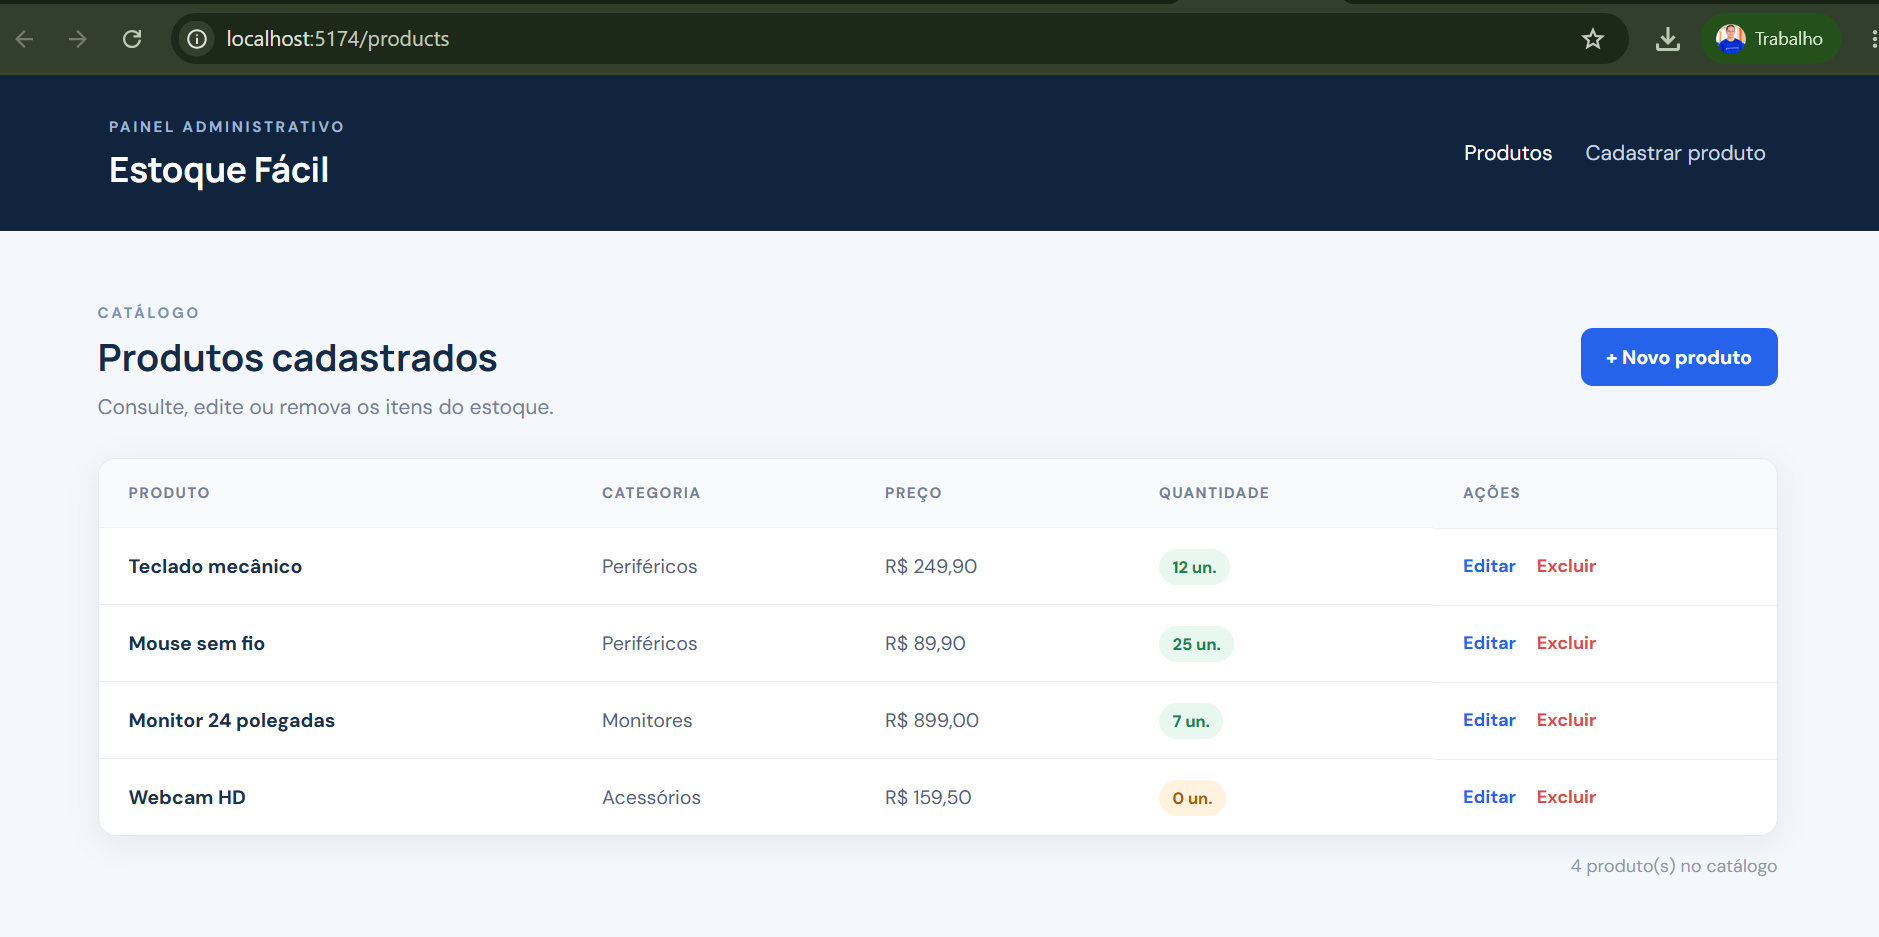 localhost:5174/products
Trabalho
PAINEL ADMINISTRATIVO
Estoque Fácil
Produtos Cadastrar produto
CATÁLOGO
Produtos cadastrados
Consulte, edite ou remova os itens do estoque.
+ Novo produto
PRODUTO CATEGORIA PREÇO QUANTIDADE AÇÕES
Teclado mecânico Periféricos R$ 249,90 12 un. Editar Excluir
Mouse sem fio Periféricos R$ 89,90 25 un. Editar Excluir
Monitor 24 polegadas Monitores R$ 899,00 7 un. Editar Excluir
Webcam HD Acessórios R$ 159,50 0 un. Editar Excluir
4 produto(s) no catálogo